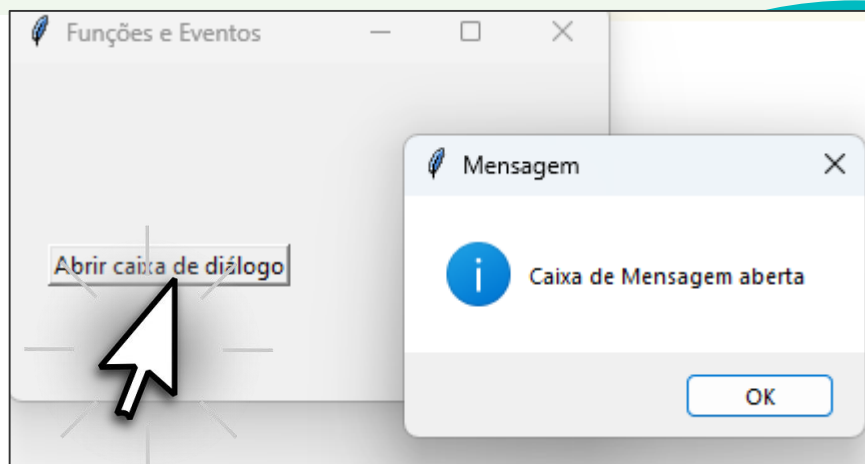 Funções e Eventos
Mensagem
Abrir caixa de diálogo
Caixa de Mensagem aberta
OK